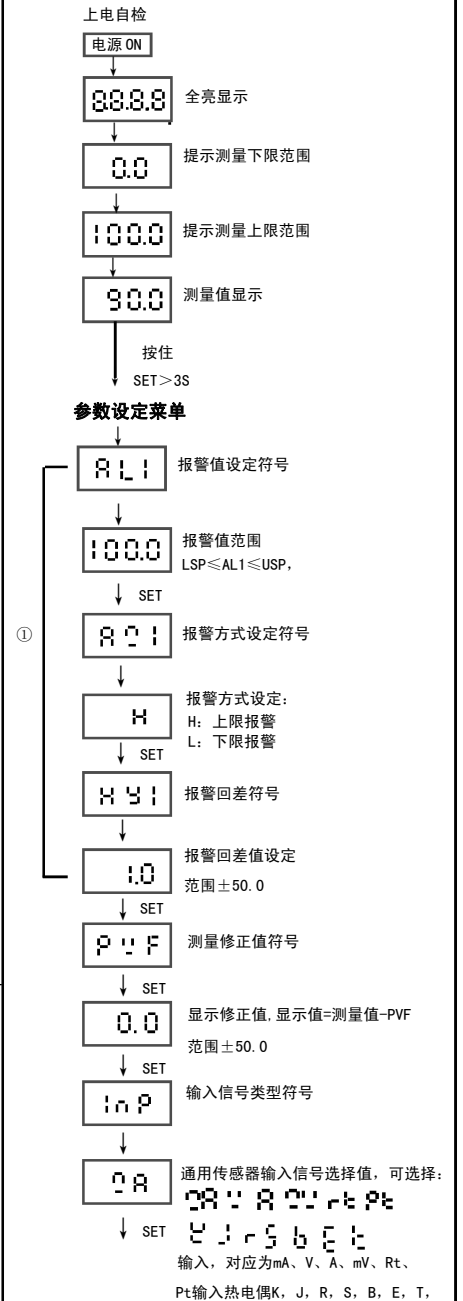 上电自检
电源 ON
8.8.8.8
全亮显示
0.0
提示测量下限范围
100.0
提示测量上限范围
90.0
测量值显示
按住
SET＞3S
参数设定菜单
AL1
报警值设定符号
100.0
报警值范围
LSP≤AL1≤USP，
SET
①
报警方式设定符号
H
报警方式设定：
H：上限报警
L：下限报警
SET
HY1
报警回差符号
1.0
报警回差值设定
范围±50.0
SET
PVF
测量修正值符号
SET
0.0
显示修正值，显示值=测量值-PVF
范围±50.0
SET
InP
输入信号类型符号
通用传感器输入信号选择值，可选择：
SET
输入，对应为mA、V、A、mV、Rt、
Pt输入热电偶K，J，R，S，B，E，T，